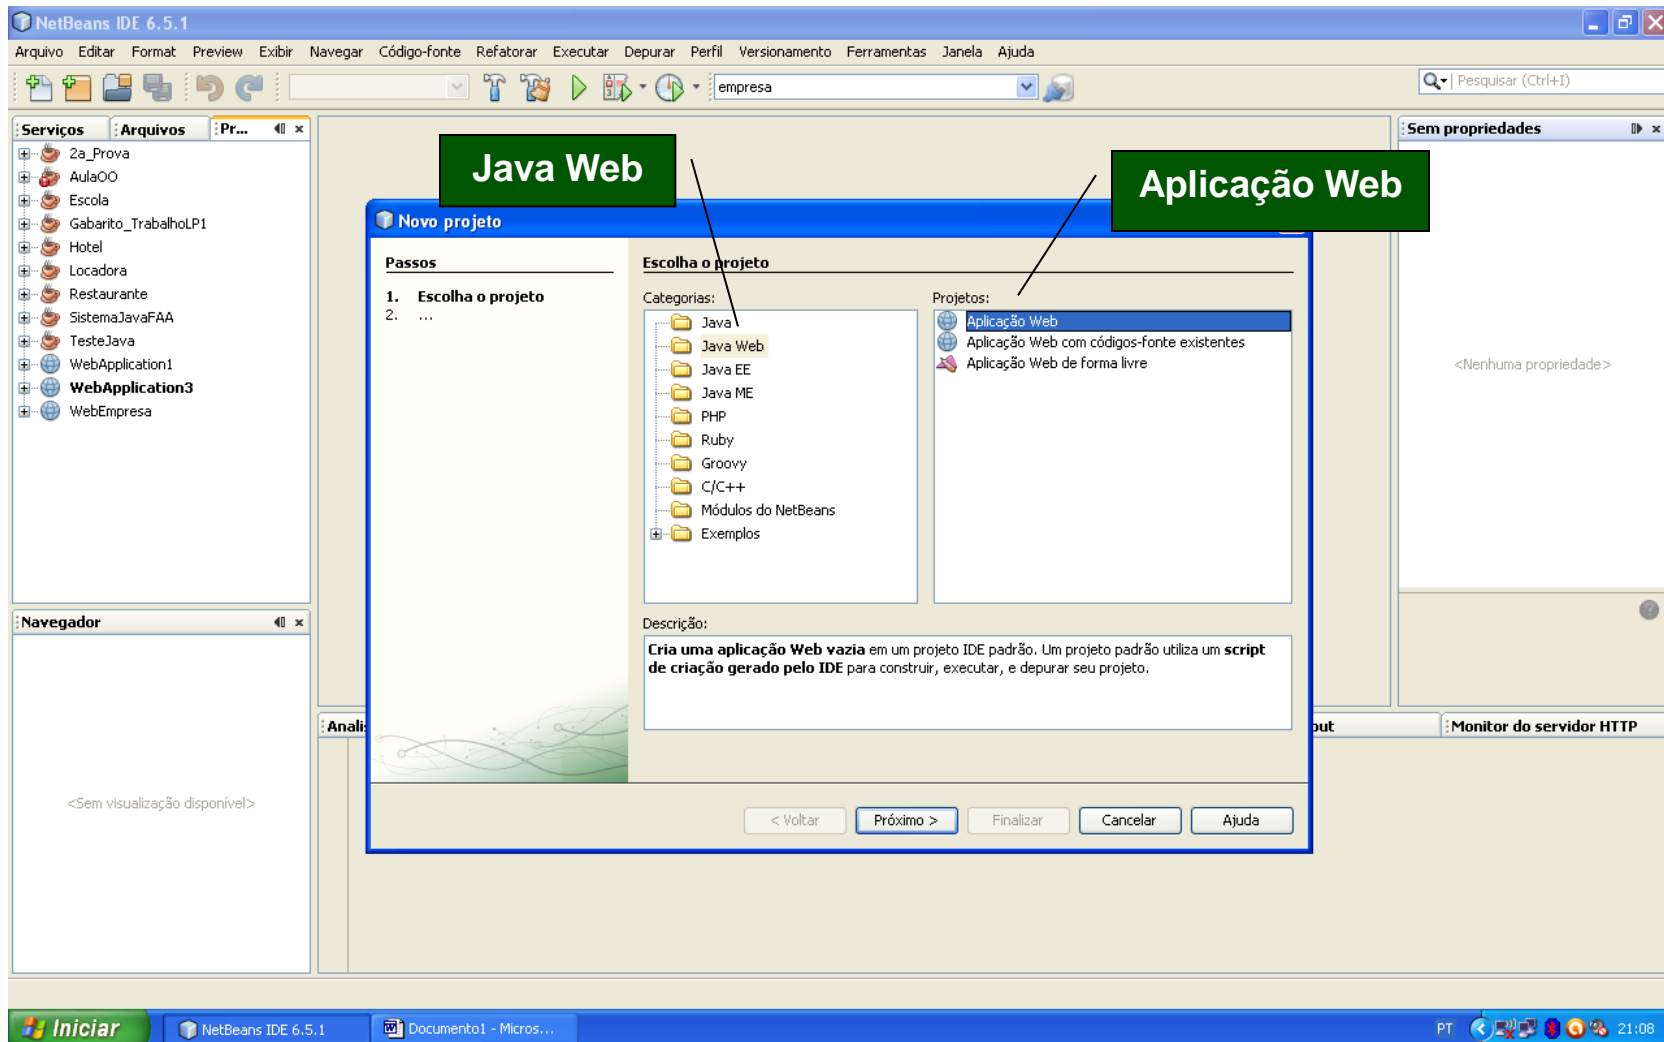 NetBeans IDE 6.5.1
Arquivo Editar Format Preview Exibir Navegar Código-fonte Refatorar Executar Depurar Perfil Versionamento Ferramentas Janela Ajuda
empresa
Pesquisar (Ctrl+I)
Serviços Arquivos Pr...
2a_Prova
AulaOO
Escola
Gabarito_TrabalhoLP1
Hotel
Locadora
Restaurante
SistemaJavaFAA
TesteJava
WebApplication1
WebApplication3
WebEmpresa
Navegador
<Sem visualização disponível>
Java Web
Aplicação Web
Novo projeto
Passos
1. Escolha o projeto
2. ...
Escolha o projeto
Categorias:
Java
Java Web
Java EE
Java ME
PHP
Ruby
Groovy
C/C++
Módulos do NetBeans
Exemplos
Projetos:
Aplicação Web
Aplicação Web com códigos-fonte existentes
Aplicação Web de forma livre
Descrição:
Cria uma aplicação Web vazia em um projeto IDE padrão. Um projeto padrão utiliza um script
de criação gerado pelo IDE para construir, executar, e depurar seu projeto.
< Voltar Próximo > Finalizar Cancelar Ajuda
Sem propriedades
<Nenhuma propriedade>
Monitor do servidor HTTP
Iniciar
NetBeans IDE 6.5.1
Documento1 - Micros...
PT
21:08